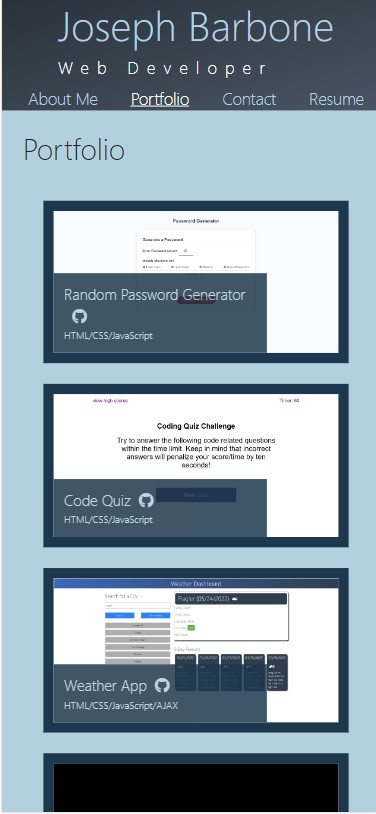 Joseph Barbone
Web Developer
About Me Portfolio Contact Resume
Portfolio
Password Generator
Generate a Password
Random Password Generator
HTML/CSS/JavaScript
view high scores Timer: 60
Coding Quiz Challenge
Try to answer the following code related questions
within the time limit. Keep in mind that incorrect
answers will penalize your score/time by ten
seconds!
Code Quiz
HTML/CSS/JavaScript
Weather Dashboard
Search for a City:
Flagler (05/24/2022)
5-Day Forecast:
Weather App
HTML/CSS/JavaScript/AJAX